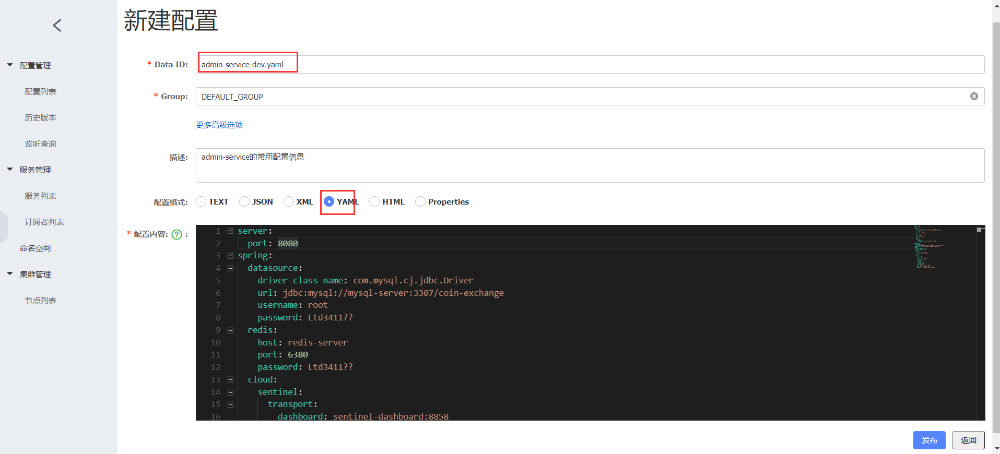 新建配置
配置管理
配置列表
历史版本
监听查询
服务管理
服务列表
订阅者列表
命名空间
集群管理
节点列表
* Data ID: admin-service-dev.yaml
* Group: DEFAULT_GROUP
更多高级选项
描述: admin-service的常用配置信息
配置格式: TEXT JSON XML YAML HTML Properties
* 配置内容: ? :
1 server:
2 port: 8080
3 spring:
4 datasource:
5 driver-class-name: com.mysql.cj.jdbc.Driver
6 url: jdbc:mysql://mysql-server:3307/coin-exchange
7 username: root
8 password: Ltd3411??
9 redis:
10 host: redis-server
11 port: 6380
12 password: Ltd3411??
13 cloud:
14 sentinel:
15 transport:
16 dashboard: sentinel-dashboard:8858
发布 返回